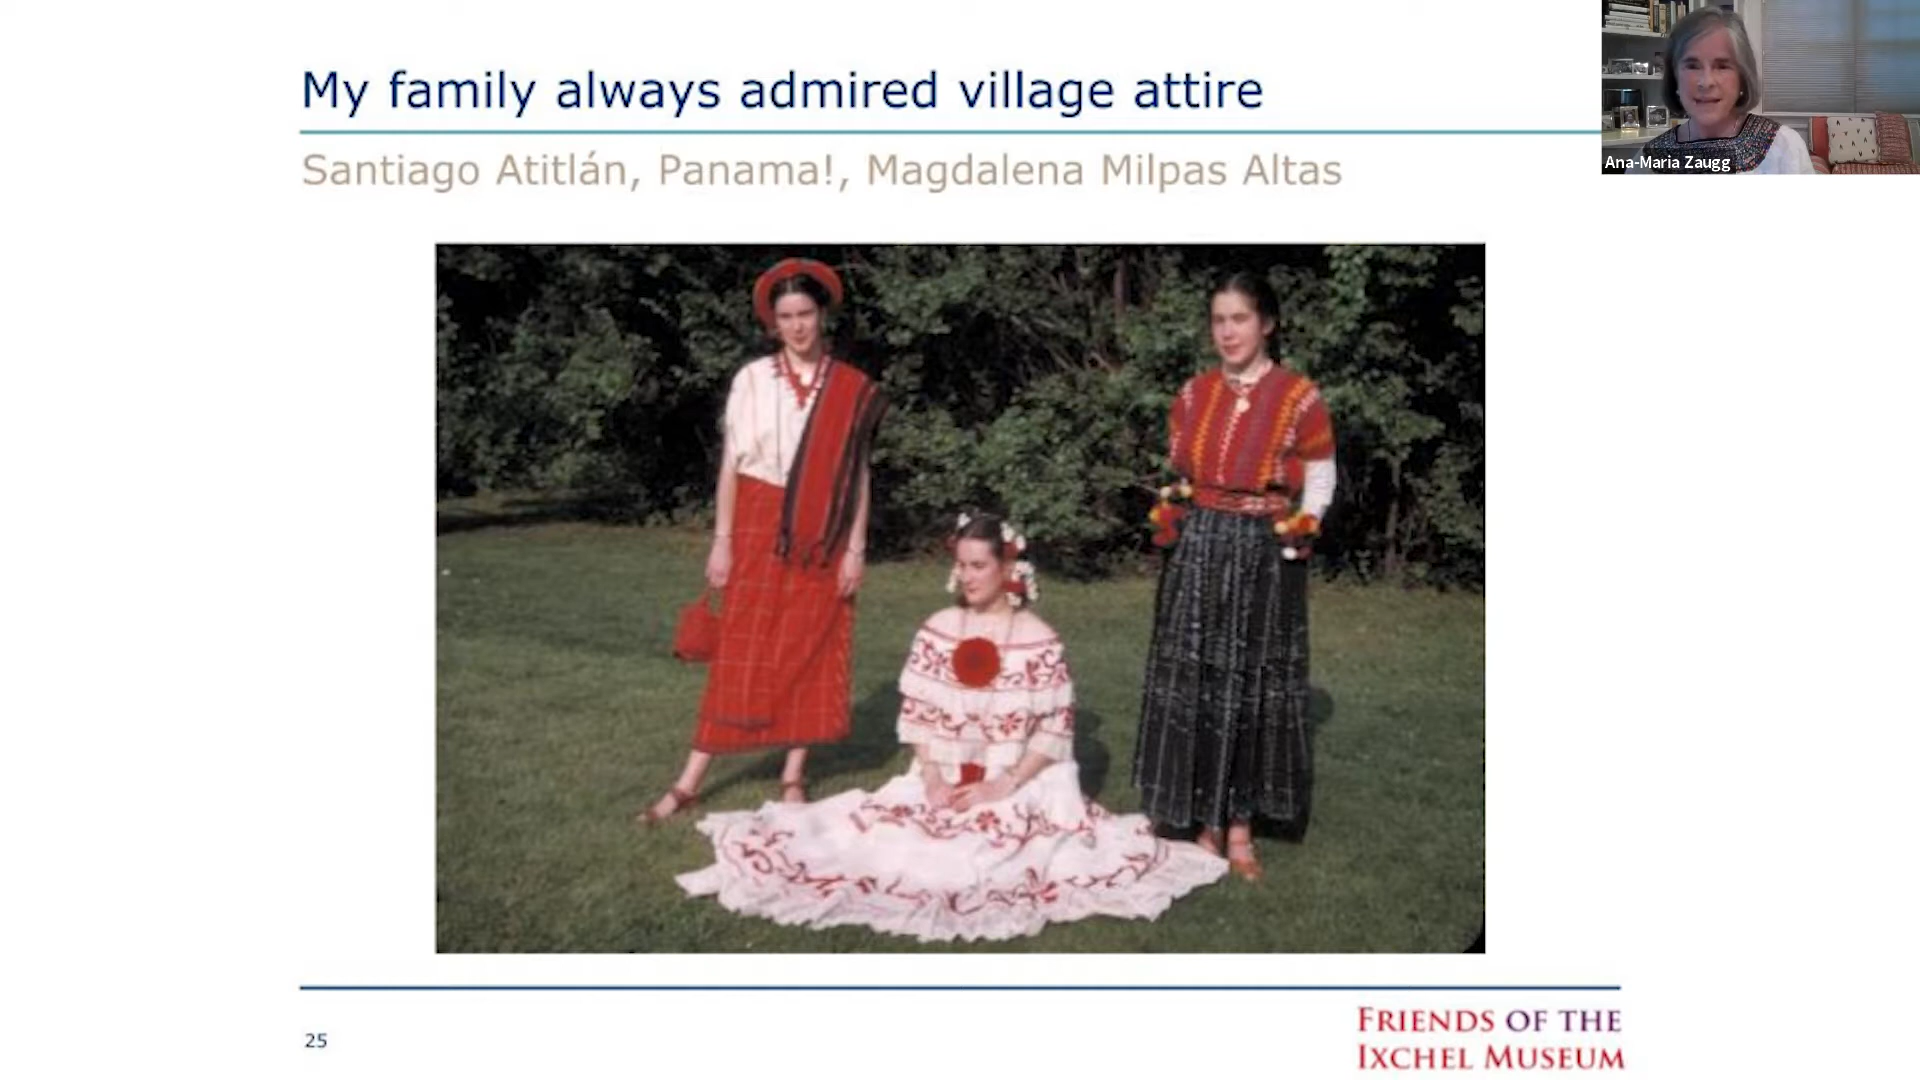 My family always admired village attire
Santiago Atitlán, Panama!, Magdalena Milpas Altas
Ana-Maria Zaugg
25
FRIENDS OF THE
IXCHEL MUSEUM